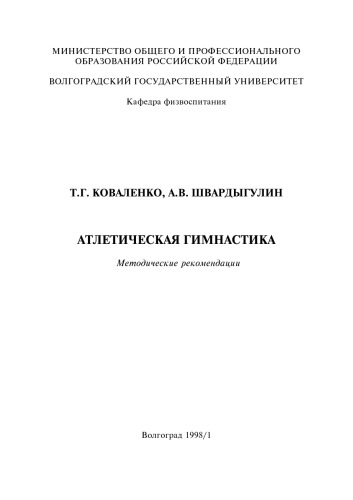 МИНИСТЕРСТВО ОБЩЕГО И ПРОФЕССИОНАЛЬНОГО
ОБРАЗОВАНИЯ РОССИЙСКОЙ ФЕДЕРАЦИИ
ВОЛГОГРАДСКИЙ ГОСУДАРСТВЕННЫЙ УНИВЕРСИТЕТ
Кафедра физвоспитания
Т.Г. КОВАЛЕНКО, А.В. ШВАРДЫГУЛИН
АТЛЕТИЧЕСКАЯ ГИМНАСТИКА
Методические рекомендации
Волгоград 1998/1